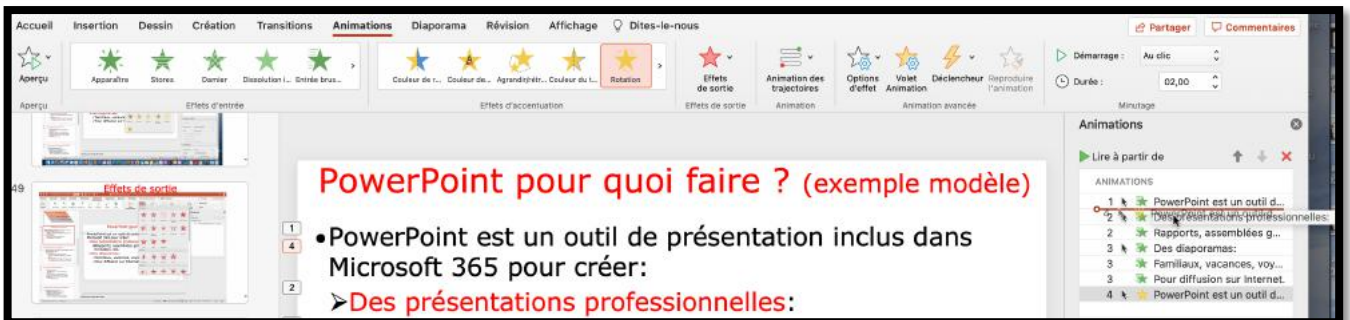 Accueil Insertion Dessin Création Transitions Animations Diaporama Révision Affichage Dites-le-nous
Partager Commentaires
Aperçu
Apparaître Stores Damier Dissolution i... Entrée brus...
Couleur de r... Couleur de... Agrandir/rétr... Couleur du t... Rotation
Effets de sortie
Animation des trajectoires
Options d'effet
Volet Animation
Déclencheur
Reproduire l'animation
Démarrage : Au clic
Durée : 02,00
Aperçu Effets d'entrée Effets d'accentuation Effets de sortie Animation Animation avancée Minutage
49
Effets de sortie
PowerPoint pour quoi faire ? (exemple modèle)
1
4
•PowerPoint est un outil de présentation inclus dans
Microsoft 365 pour créer:
2
➢Des présentations professionnelles:
Animations
Lire à partir de
ANIMATIONS
1 PowerPoint est un outil d...
2 Des présentations professionnelles:
2 Rapports, assemblées g...
3 Des diaporamas:
3 Familiaux, vacances, voy...
3 Pour diffusion sur Internet.
4 PowerPoint est un outil d...